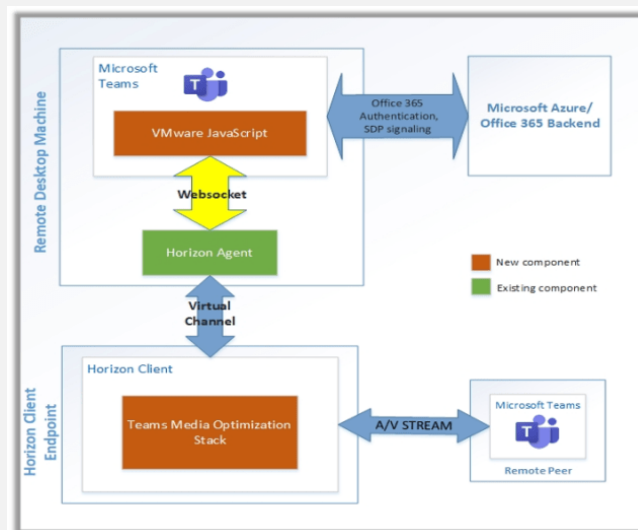 Remote Desktop Machine
Microsoft
Teams
T
VMware JavaScript
Office 365
Authentication,
SDP signaling
Microsoft Azure/
Office 365 Backend
Websocket
Horizon Agent
New component
Existing component
Virtual
Channel
Horizon Client
Endpoint
Horizon Client
Teams Media Optimization
Stack
A/V STREAM
Microsoft Teams
T
Remote Peer